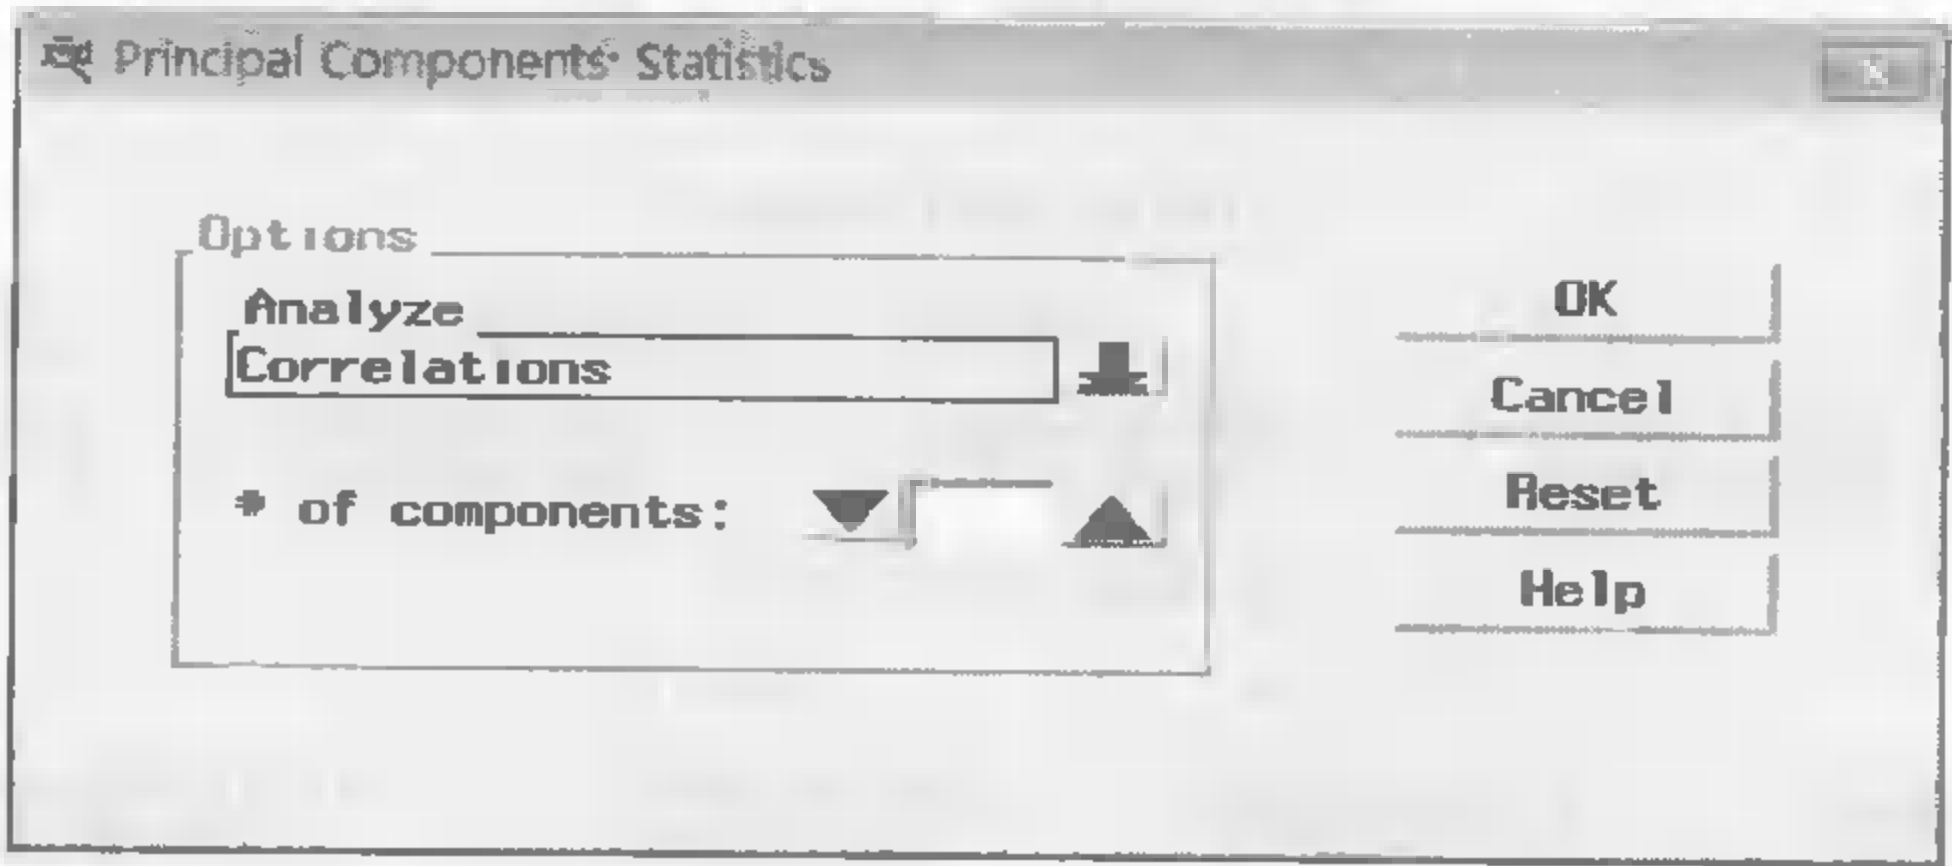 Principal Components: Statistics
Options
Analyze
Correlations
# of components:
OK
Cancel
Reset
Help